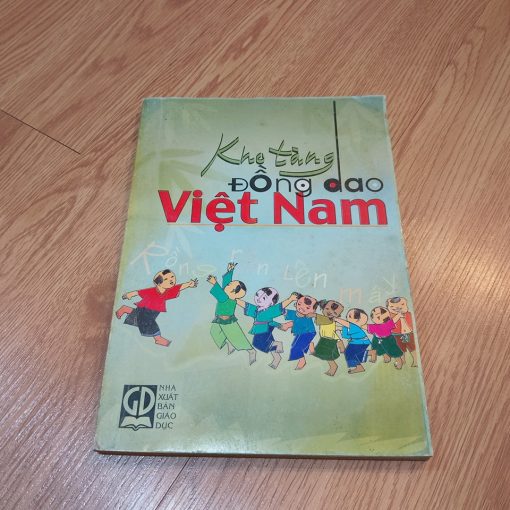 Kho tàng
Đồng dao
Việt Nam
Rồng rắn lên mây
GD
NHÀ
XUẤT
BẢN GIÁO
DỤC